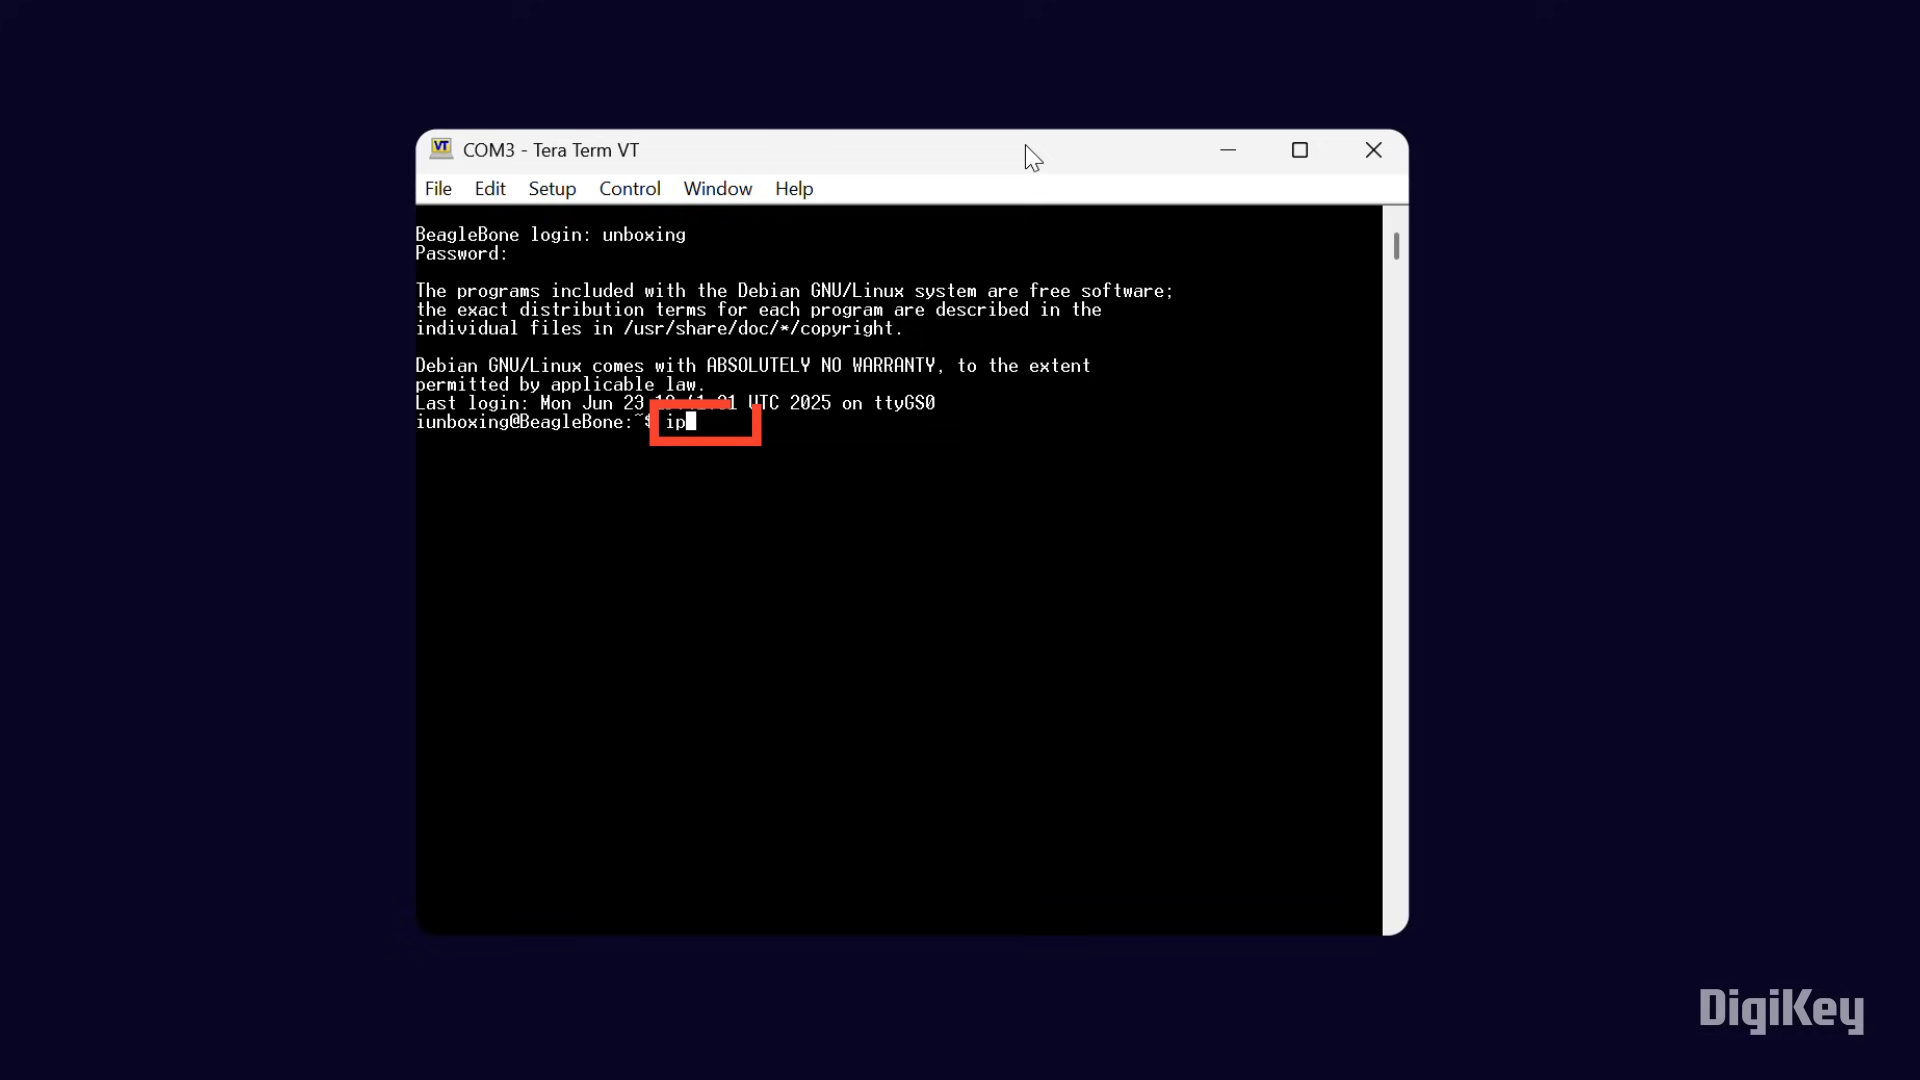 COM3 - Tera Term VT
File Edit Setup Control Window Help
BeagleBone login: unboxing
Password:
The programs included with the Debian GNU/Linux system are free software;
the exact distribution terms for each program are described in the
individual files in /usr/share/doc/*/copyright.
Debian GNU/Linux comes with ABSOLUTELY NO WARRANTY, to the extent
permitted by applicable law.
Last login: Mon Jun 23 UTC 2025 on ttyGS0
iunboxing@BeagleBone:~$ ip
DigiKey